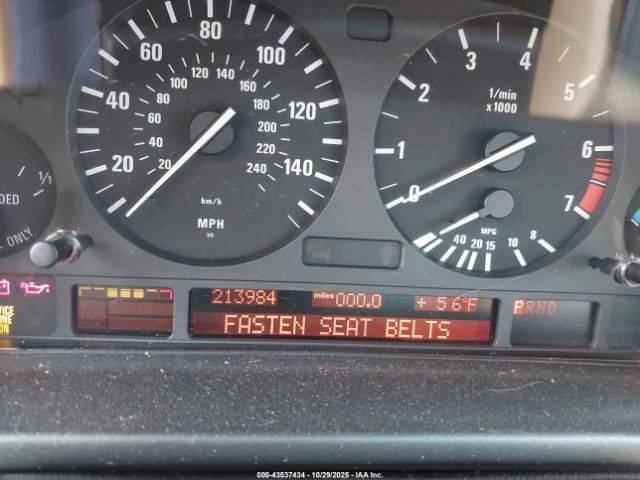 20 40 60 80 100 120 140
20 40 60 80 100 120 140 160 180 200 220 240
km/h
MPH
0 1 2 3 4 5 6 7
1/min
x 1000
MPG
40 20 15 10 8
1/1
ONLY.
213984 miles 000.0 + 56°F
PRND
FASTEN SEAT BELTS
000-43537434 - 10/29/2025 - IAA Inc.